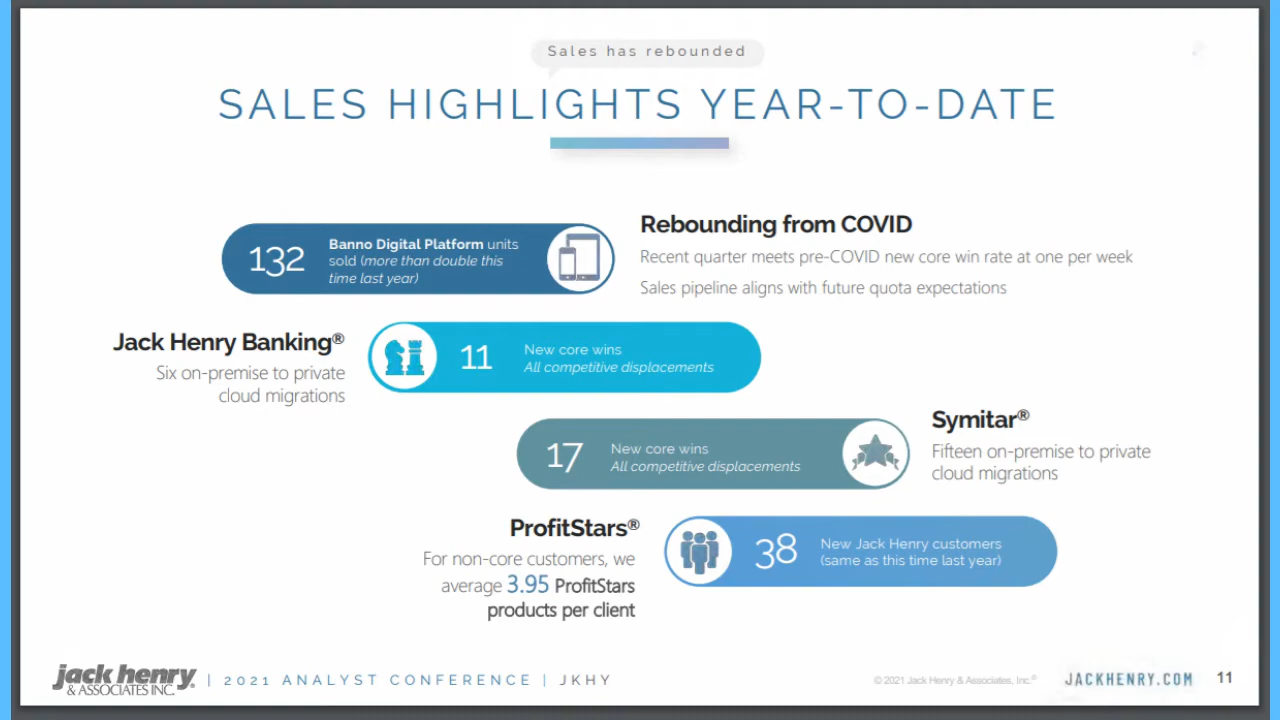 Sales has rebounded
SALES HIGHLIGHTS YEAR-TO-DATE
132
Banno Digital Platform units
sold (more than double this
time last year)
Rebounding from COVID
Recent quarter meets pre-COVID new core win rate at one per week
Sales pipeline aligns with future quota expectations
Jack Henry Banking®
Six on-premise to private
cloud migrations
11
New core wins
All competitive displacements
17
New core wins
All competitive displacements
Symitar®
Fifteen on-premise to private
cloud migrations
ProfitStars®
For non-core customers, we
average 3.95 ProfitStars
products per client
38
New Jack Henry customers
(same as this time last year)
jack henry
& ASSOCIATES INC.®
| 2021 ANALYST CONFERENCE | JKHY
© 2021 Jack Henry & Associates, Inc.®
JACKHENRY.COM
11